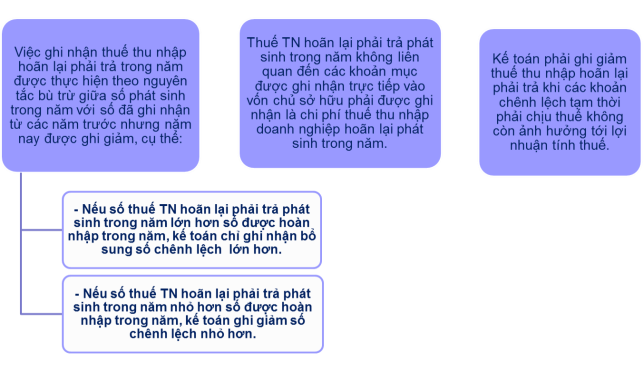 Việc ghi nhận thuế thu nhập
hoãn lại phải trả trong năm
được thực hiện theo nguyên
tắc bù trừ giữa số phát sinh
trong năm với số đã ghi nhận
từ các năm trước nhưng năm
nay được ghi giảm, cụ thể:
- Nếu số thuế TN hoãn lại phải trả phát
sinh trong năm lớn hơn số được hoàn
nhập trong năm, kế toán chỉ ghi nhận bổ
sung số chênh lệch lớn hơn.
- Nếu số thuế TN hoãn lại phải trả phát
sinh trong năm nhỏ hơn số được hoàn
nhập trong năm, kế toán ghi giảm số
chênh lệch nhỏ hơn.
Thuế TN hoãn lại phải trả phát
sinh trong năm không liên
quan đến các khoản mục
được ghi nhận trực tiếp vào
vốn chủ sở hữu phải được ghi
nhận là chi phí thuế thu nhập
doanh nghiệp hoãn lại phát
sinh trong năm.
Kế toán phải ghi giảm
thuế thu nhập hoãn lại
phải trả khi các khoản
chênh lệch tạm thời
phải chịu thuế không
còn ảnh hưởng tới lợi
nhuận tính thuế.